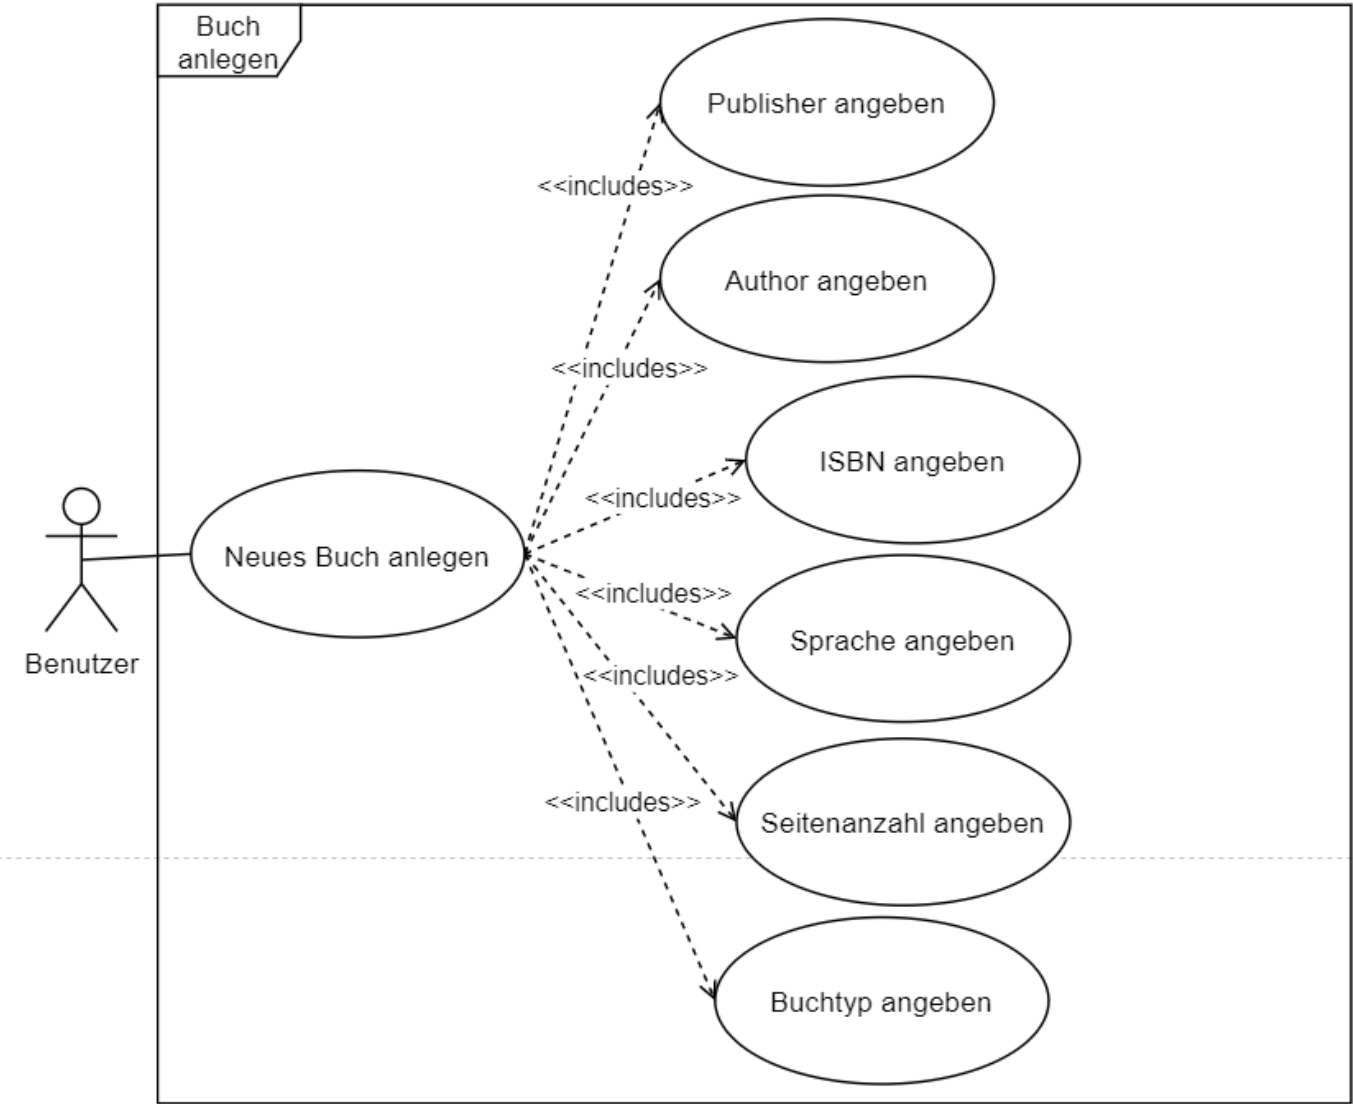 Buch
anlegen
Publisher angeben
<<includes>>
Author angeben
<<includes>>
ISBN angeben
<<includes>>
Neues Buch anlegen
<<includes>>
Sprache angeben
Benutzer
<<includes>>
Seitenanzahl angeben
<<includes>>
Buchtyp angeben